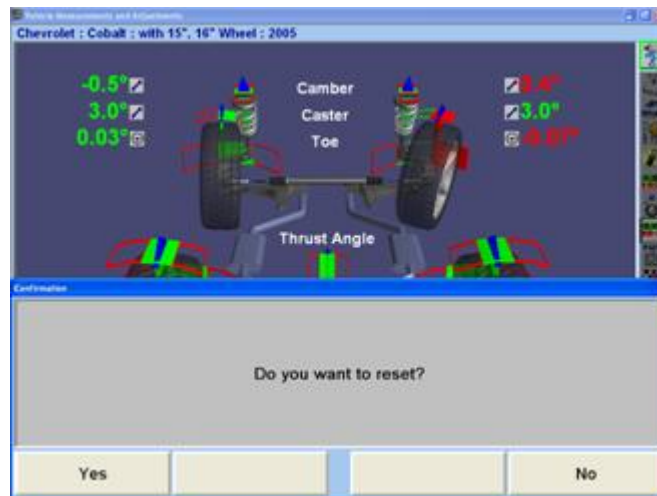 Vehicle Measurements and Adjustments
Chevrolet : Cobalt : with 15", 16" Wheel : 2005
-0.5° Camber
3.0° Caster 3.0°
0.03° Toe
Thrust Angle
Confirmation
Do you want to reset?
Yes No